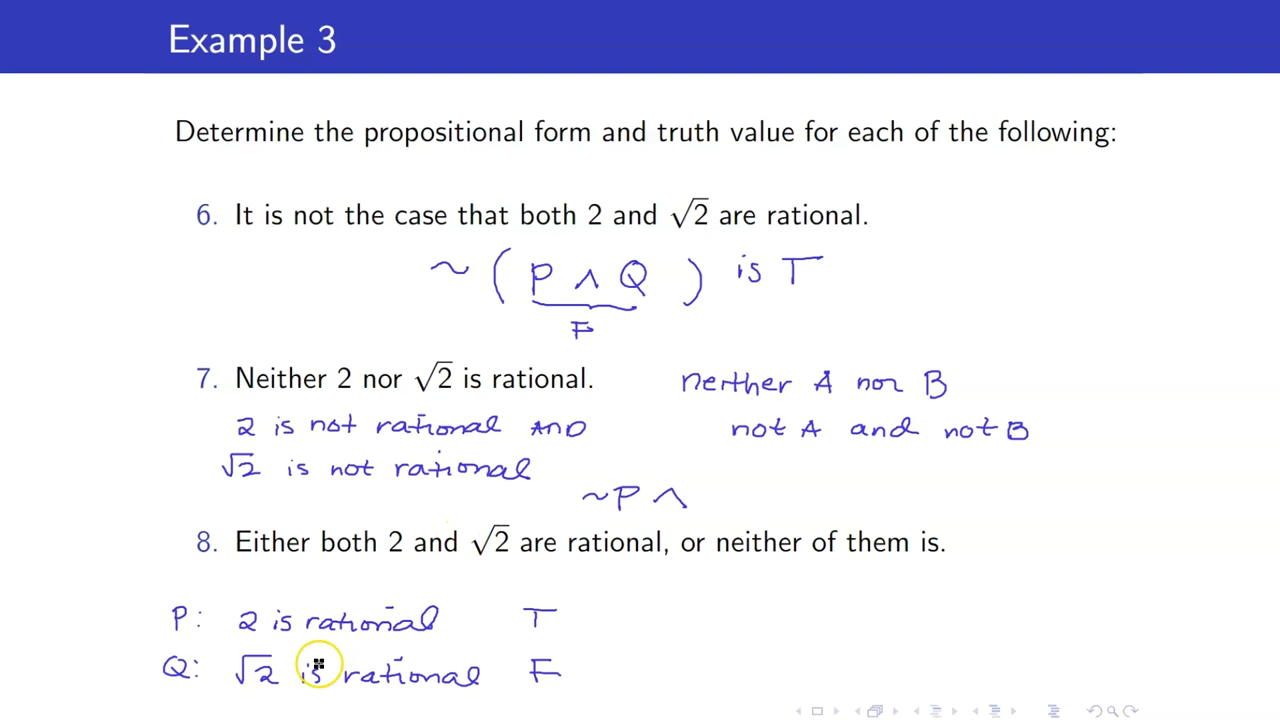 Example 3
Determine the propositional form and truth value for each of the following:
6. It is not the case that both 2 and √2 are rational.
~ ( P ∧ Q ) is T
F
7. Neither 2 nor √2 is rational.
neither A nor B
2 is not rational AND
not A and not B
√2 is not rational
~P ∧
8. Either both 2 and √2 are rational, or neither of them is.
P: 2 is rational T
Q: √2 is rational F